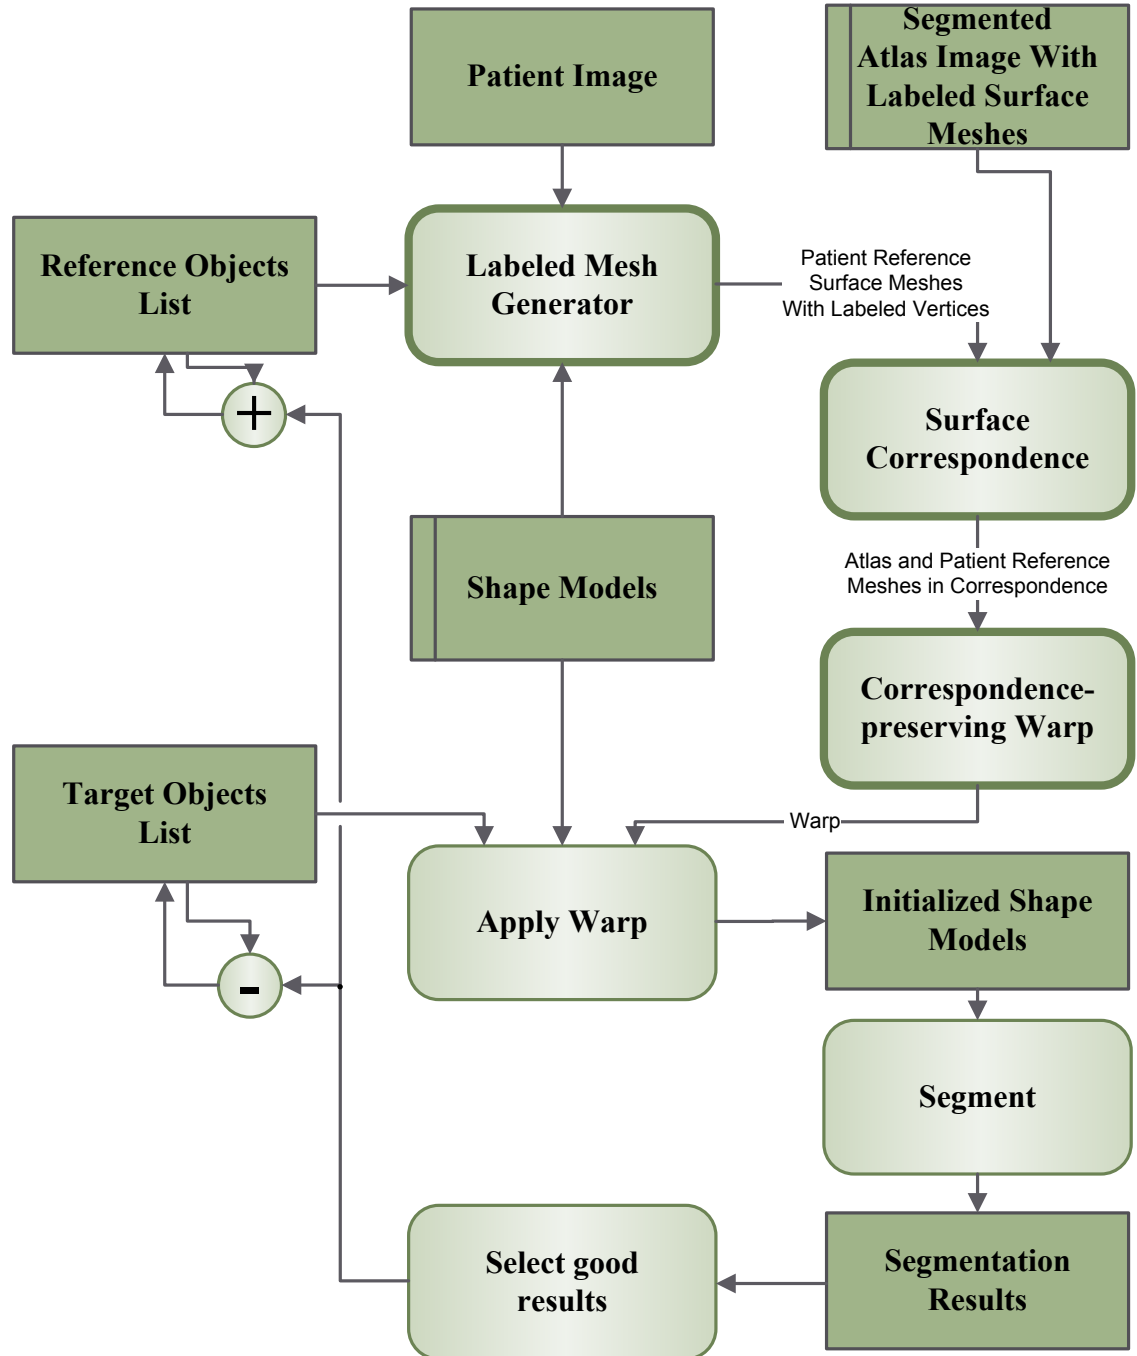 Patient Image
Segmented
Atlas Image With
Labeled Surface
Meshes
Reference Objects
List
Labeled Mesh
Generator
Patient Reference
Surface Meshes
With Labeled Vertices
+
Surface
Correspondence
Shape Models
Atlas and Patient Reference
Meshes in Correspondence
Correspondence-
preserving Warp
Target Objects
List
Warp
Apply Warp
Initialized Shape
Models
-
Segment
Select good
results
Segmentation
Results